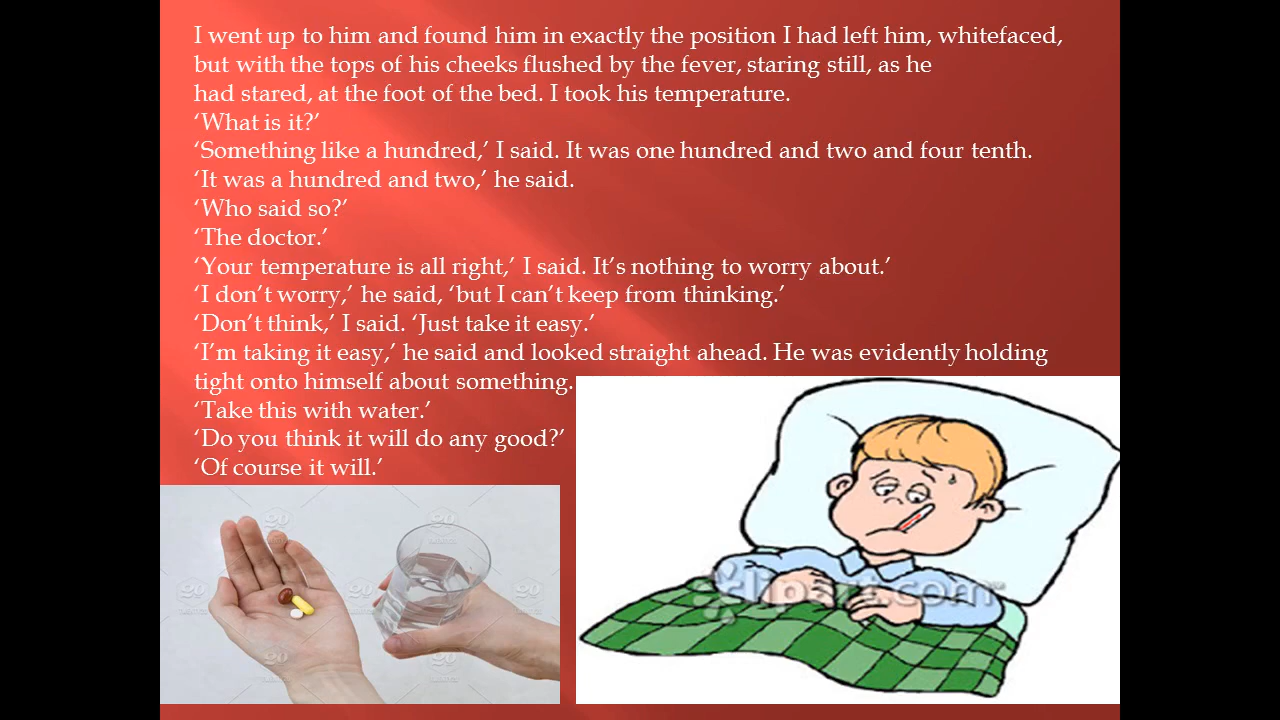 I went up to him and found him in exactly the position I had left him, whitefaced,
but with the tops of his cheeks flushed by the fever, staring still, as he
had stared, at the foot of the bed. I took his temperature.
‘What is it?’
‘Something like a hundred,’ I said. It was one hundred and two and four tenth.
‘It was a hundred and two,’ he said.
‘Who said so?’
‘The doctor.’
‘Your temperature is all right,’ I said. It’s nothing to worry about.’
‘I don’t worry,’ he said, ‘but I can’t keep from thinking.’
‘Don’t think,’ I said. ‘Just take it easy.’
‘I’m taking it easy,’ he said and looked straight ahead. He was evidently holding
tight onto himself about something.
‘Take this with water.’
‘Do you think it will do any good?’
‘Of course it will.’